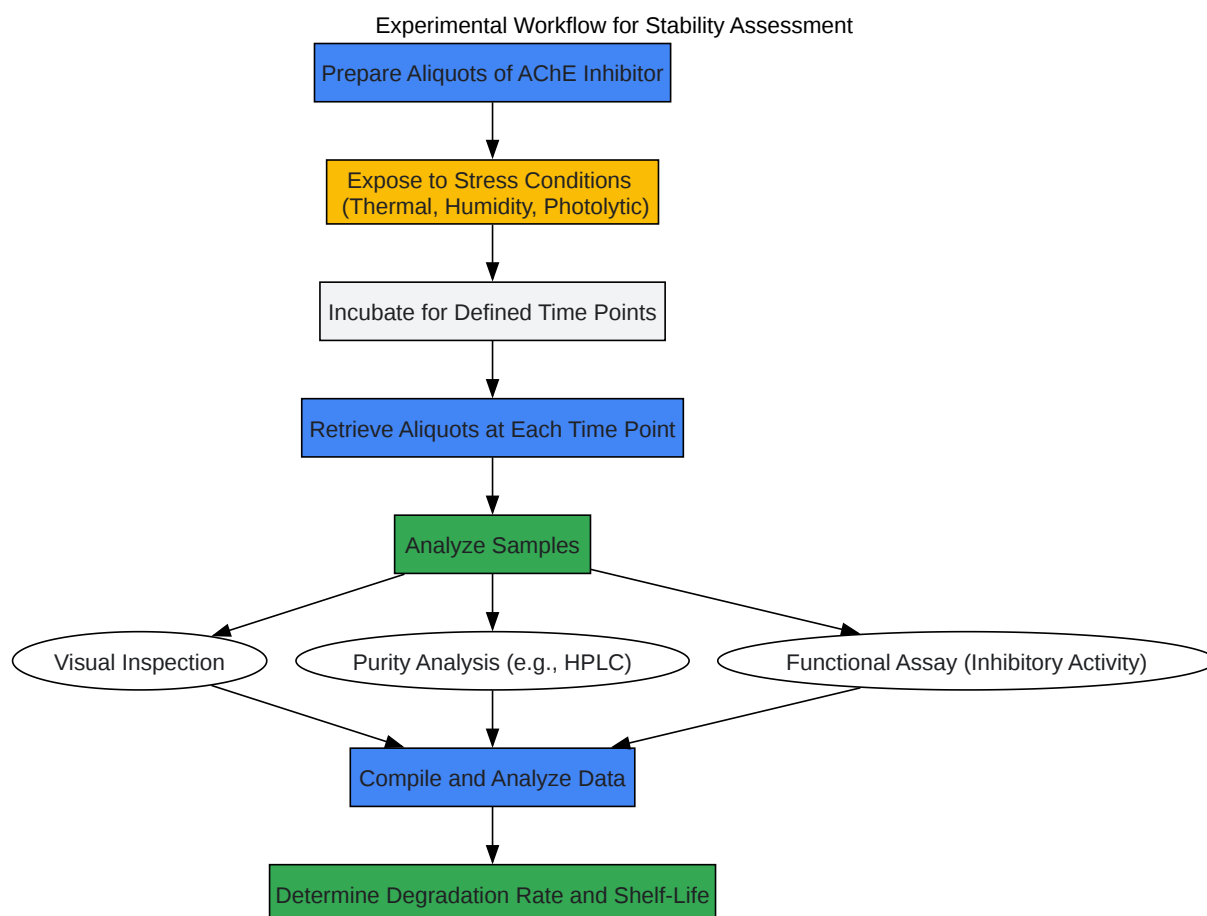 Experimental Workflow for Stability Assessment
Prepare Aliquots of AChE Inhibitor
Expose to Stress Conditions
(Thermal, Humidity, Photolytic)
Incubate for Defined Time Points
Retrieve Aliquots at Each Time Point
Analyze Samples
Visual Inspection
Purity Analysis (e.g., HPLC)
Functional Assay (Inhibitory Activity)
Compile and Analyze Data
Determine Degradation Rate and Shelf-Life